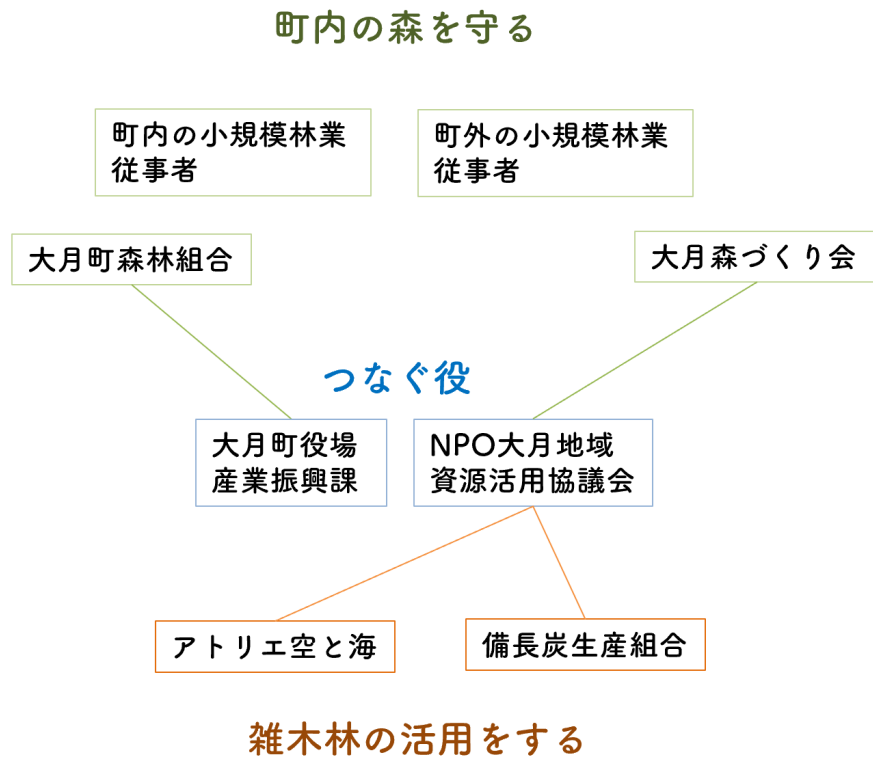 町内の森を守る
町内の小規模林業
従事者
町外の小規模林業
従事者
大月町森林組合
大月森づくり会
つなぐ役
大月町役場
産業振興課
NPO大月地域
資源活用協議会
アトリエ空と海
備長炭生産組合
雑木林の活用をする